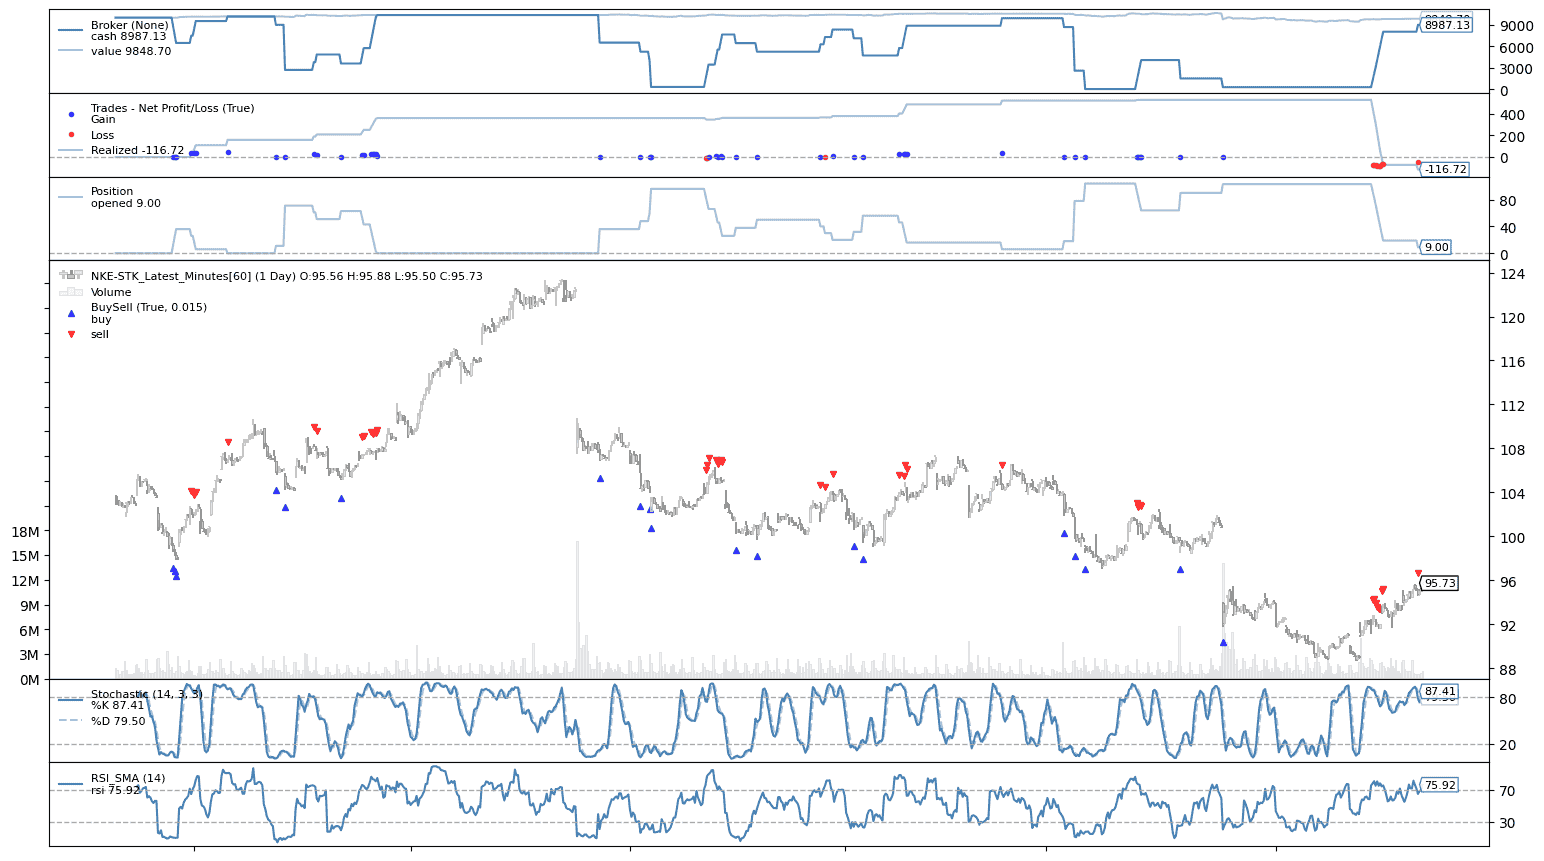 Broker (None)
cash 8987.13
value 9848.70
8987.13
9000
6000
3000
0
Trades - Net Profit/Loss (True)
Gain
Loss
Realized -116.72
400
200
0
-116.72
Position
opened 9.00
80
40
0
9.00
NKE-STK_Latest_Minutes[60] (1 Day) O:95.56 H:95.88 L:95.50 C:95.73
Volume
BuySell (True, 0.015)
buy
sell
124
120
116
112
108
104
100
96
92
88
95.73
18M
15M
12M
9M
6M
3M
0M
Stochastic (14, 3, 3)
%K 87.41
%D 79.50
87.41
80
20
RSI_SMA (14)
rsi 75.92
75.92
70
30